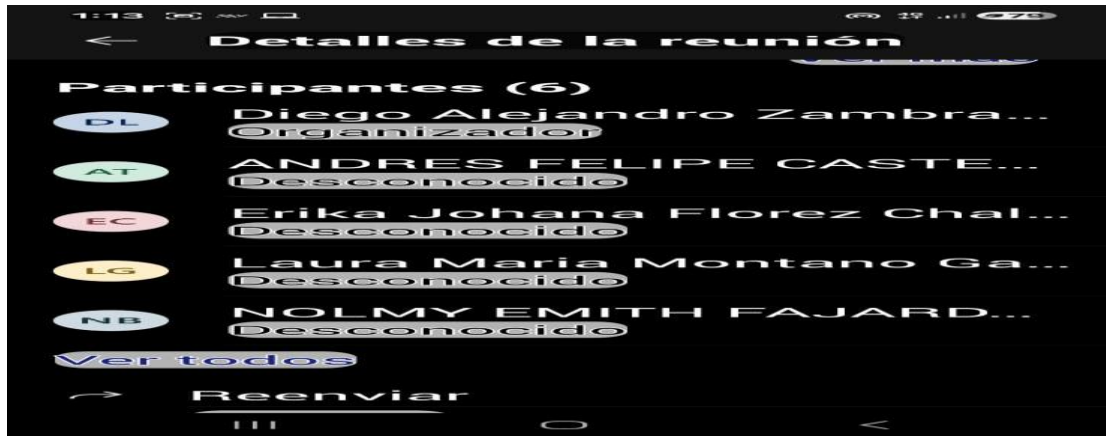 1:13
Detalles de la reunión
Participantes (6)
DL
Diego Alejandro Zambra...
Organizador
AT
ANDRES FELIPE CASTE...
Desconocido
EC
Erika Johana Florez Chal...
Desconocido
LG
Laura Maria Montano Ga...
Desconocido
NB
NOLMY EMITH FAJARD...
Desconocido
Ver todos
Reenviar